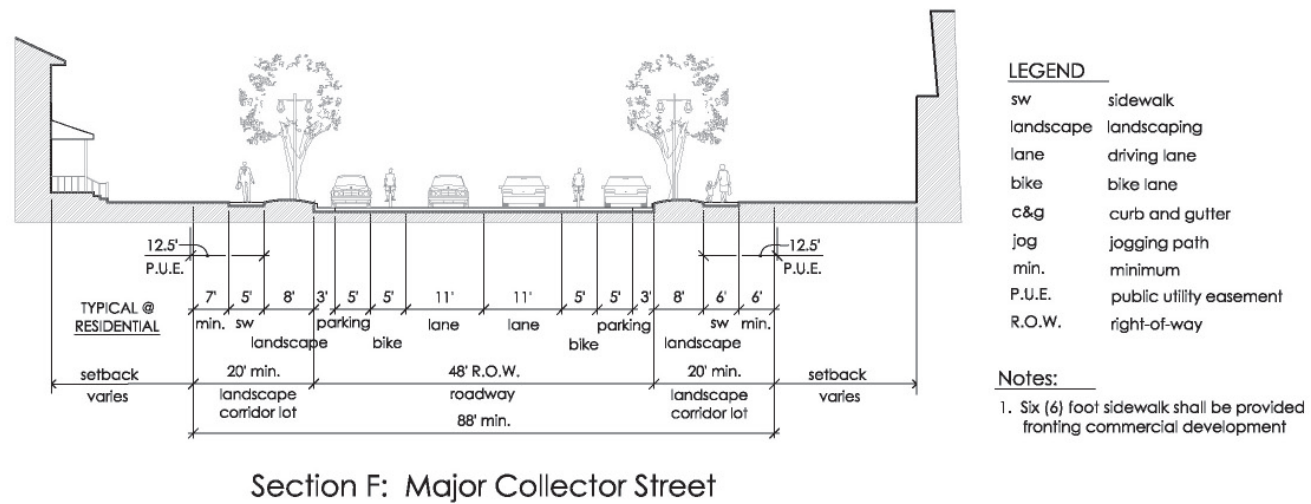 12.5'
P.U.E.
12.5'
P.U.E.
TYPICAL @
RESIDENTIAL
7' 5' 8' 3' 5' 5' 11' 11' 5' 5' 3' 8' 6' 6'
min. sw parking lane lane parking sw min.
landscape bike bike landscape
setback
varies
20' min.
landscape
corridor lot
48' R.O.W.
roadway
20' min.
landscape
corridor lot
setback
varies
88' min.
Section F: Major Collector Street
LEGEND
sw sidewalk
landscape landscaping
lane driving lane
bike bike lane
c&g curb and gutter
jog jogging path
min. minimum
P.U.E. public utility easement
R.O.W. right-of-way
Notes:
1. Six (6) foot sidewalk shall be provided
fronting commercial development